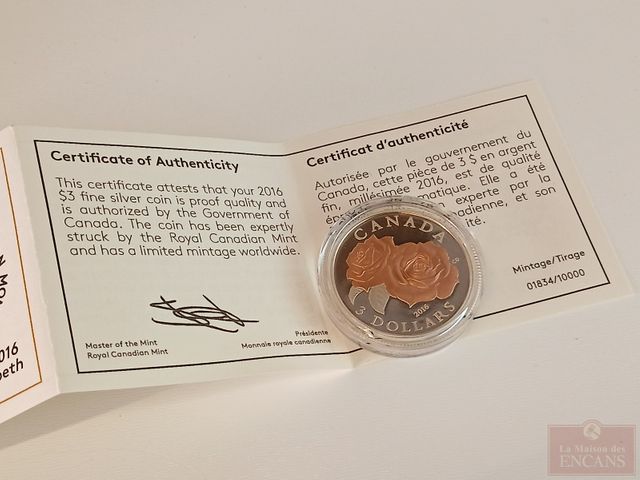 Certificate of Authenticity
This certificate attests that your 2016
$3 fine silver coin is proof quality and
is authorized by the Government of
Canada. The coin has been expertly
struck by the Royal Canadian Mint
and has a limited mintage worldwide.
Master of the Mint
Royal Canadian Mint
Présidente
Monnaie royale canadienne
Certificat d'authenticité
Autorisée par le gouvernement du
Canada, cette pièce de 3 $ en argent
fin, millésimée 2016, est de qualité
Elle a été
expert par la
et son
Mintage/Tirage
01834/10000
CANADA
2016
3 DOLLARS
2016
La Maison des
ENCANS